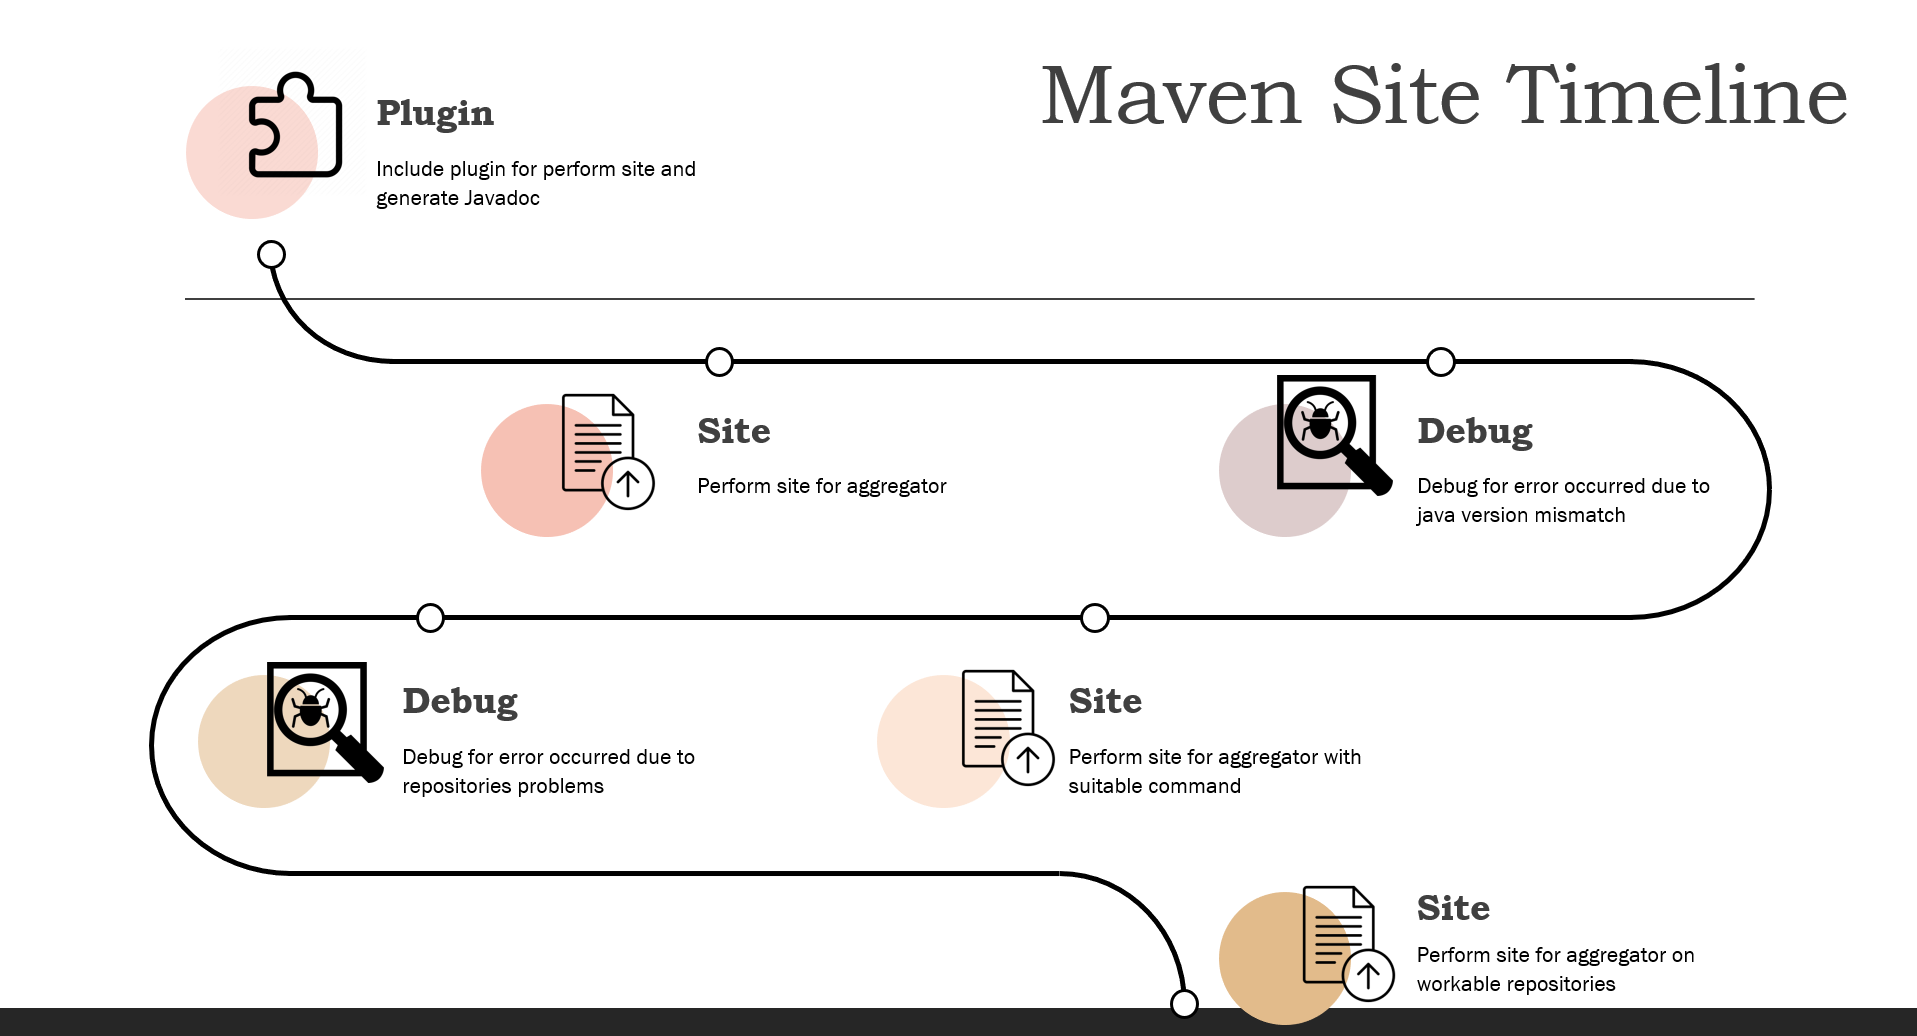 Maven Site Timeline
Plugin
Include plugin for perform site and
generate Javadoc
Site
Perform site for aggregator
Debug
Debug for error occurred due to
java version mismatch
Debug
Debug for error occurred due to
repositories problems
Site
Perform site for aggregator with
suitable command
Site
Perform site for aggregator on
workable repositories